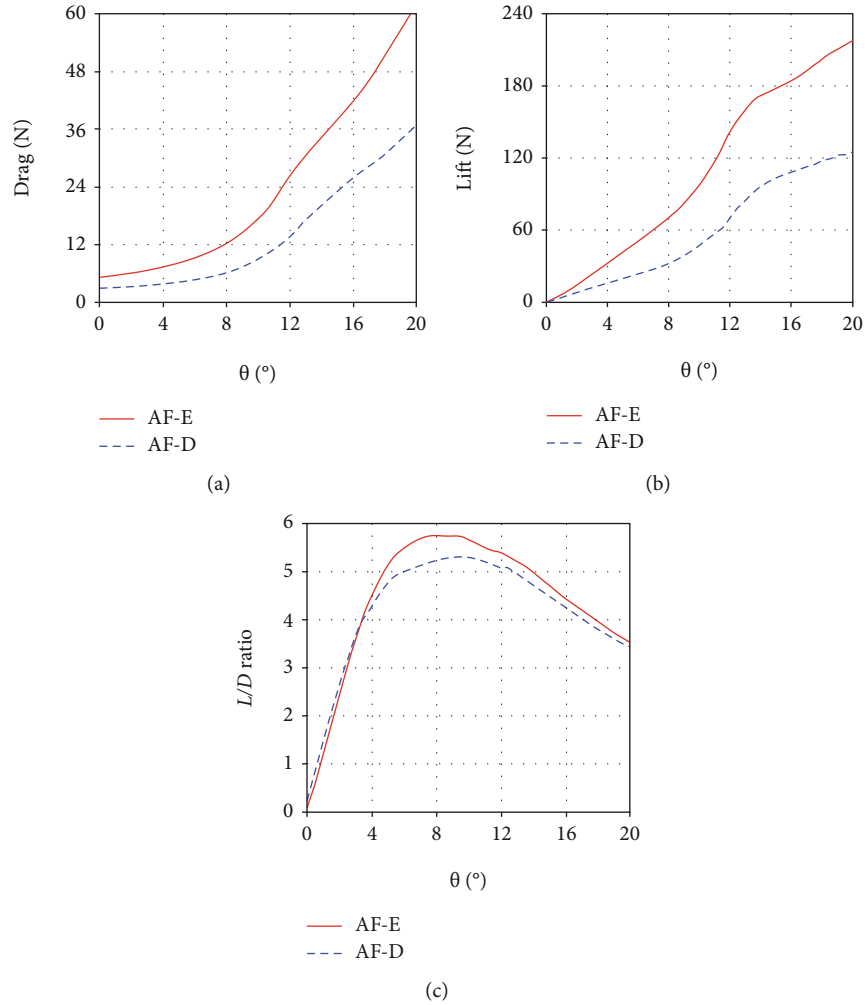 Drag (N)
60
48
36
24
12
0
0 4 8 12 16 20
θ (°)
AF-E
AF-D
(a)
Lift (N)
240
180
120
60
0
0 4 8 12 16 20
θ (°)
AF-E
AF-D
(b)
L/D ratio
6
5
4
3
2
1
0
0 4 8 12 16 20
θ (°)
AF-E
AF-D
(c)